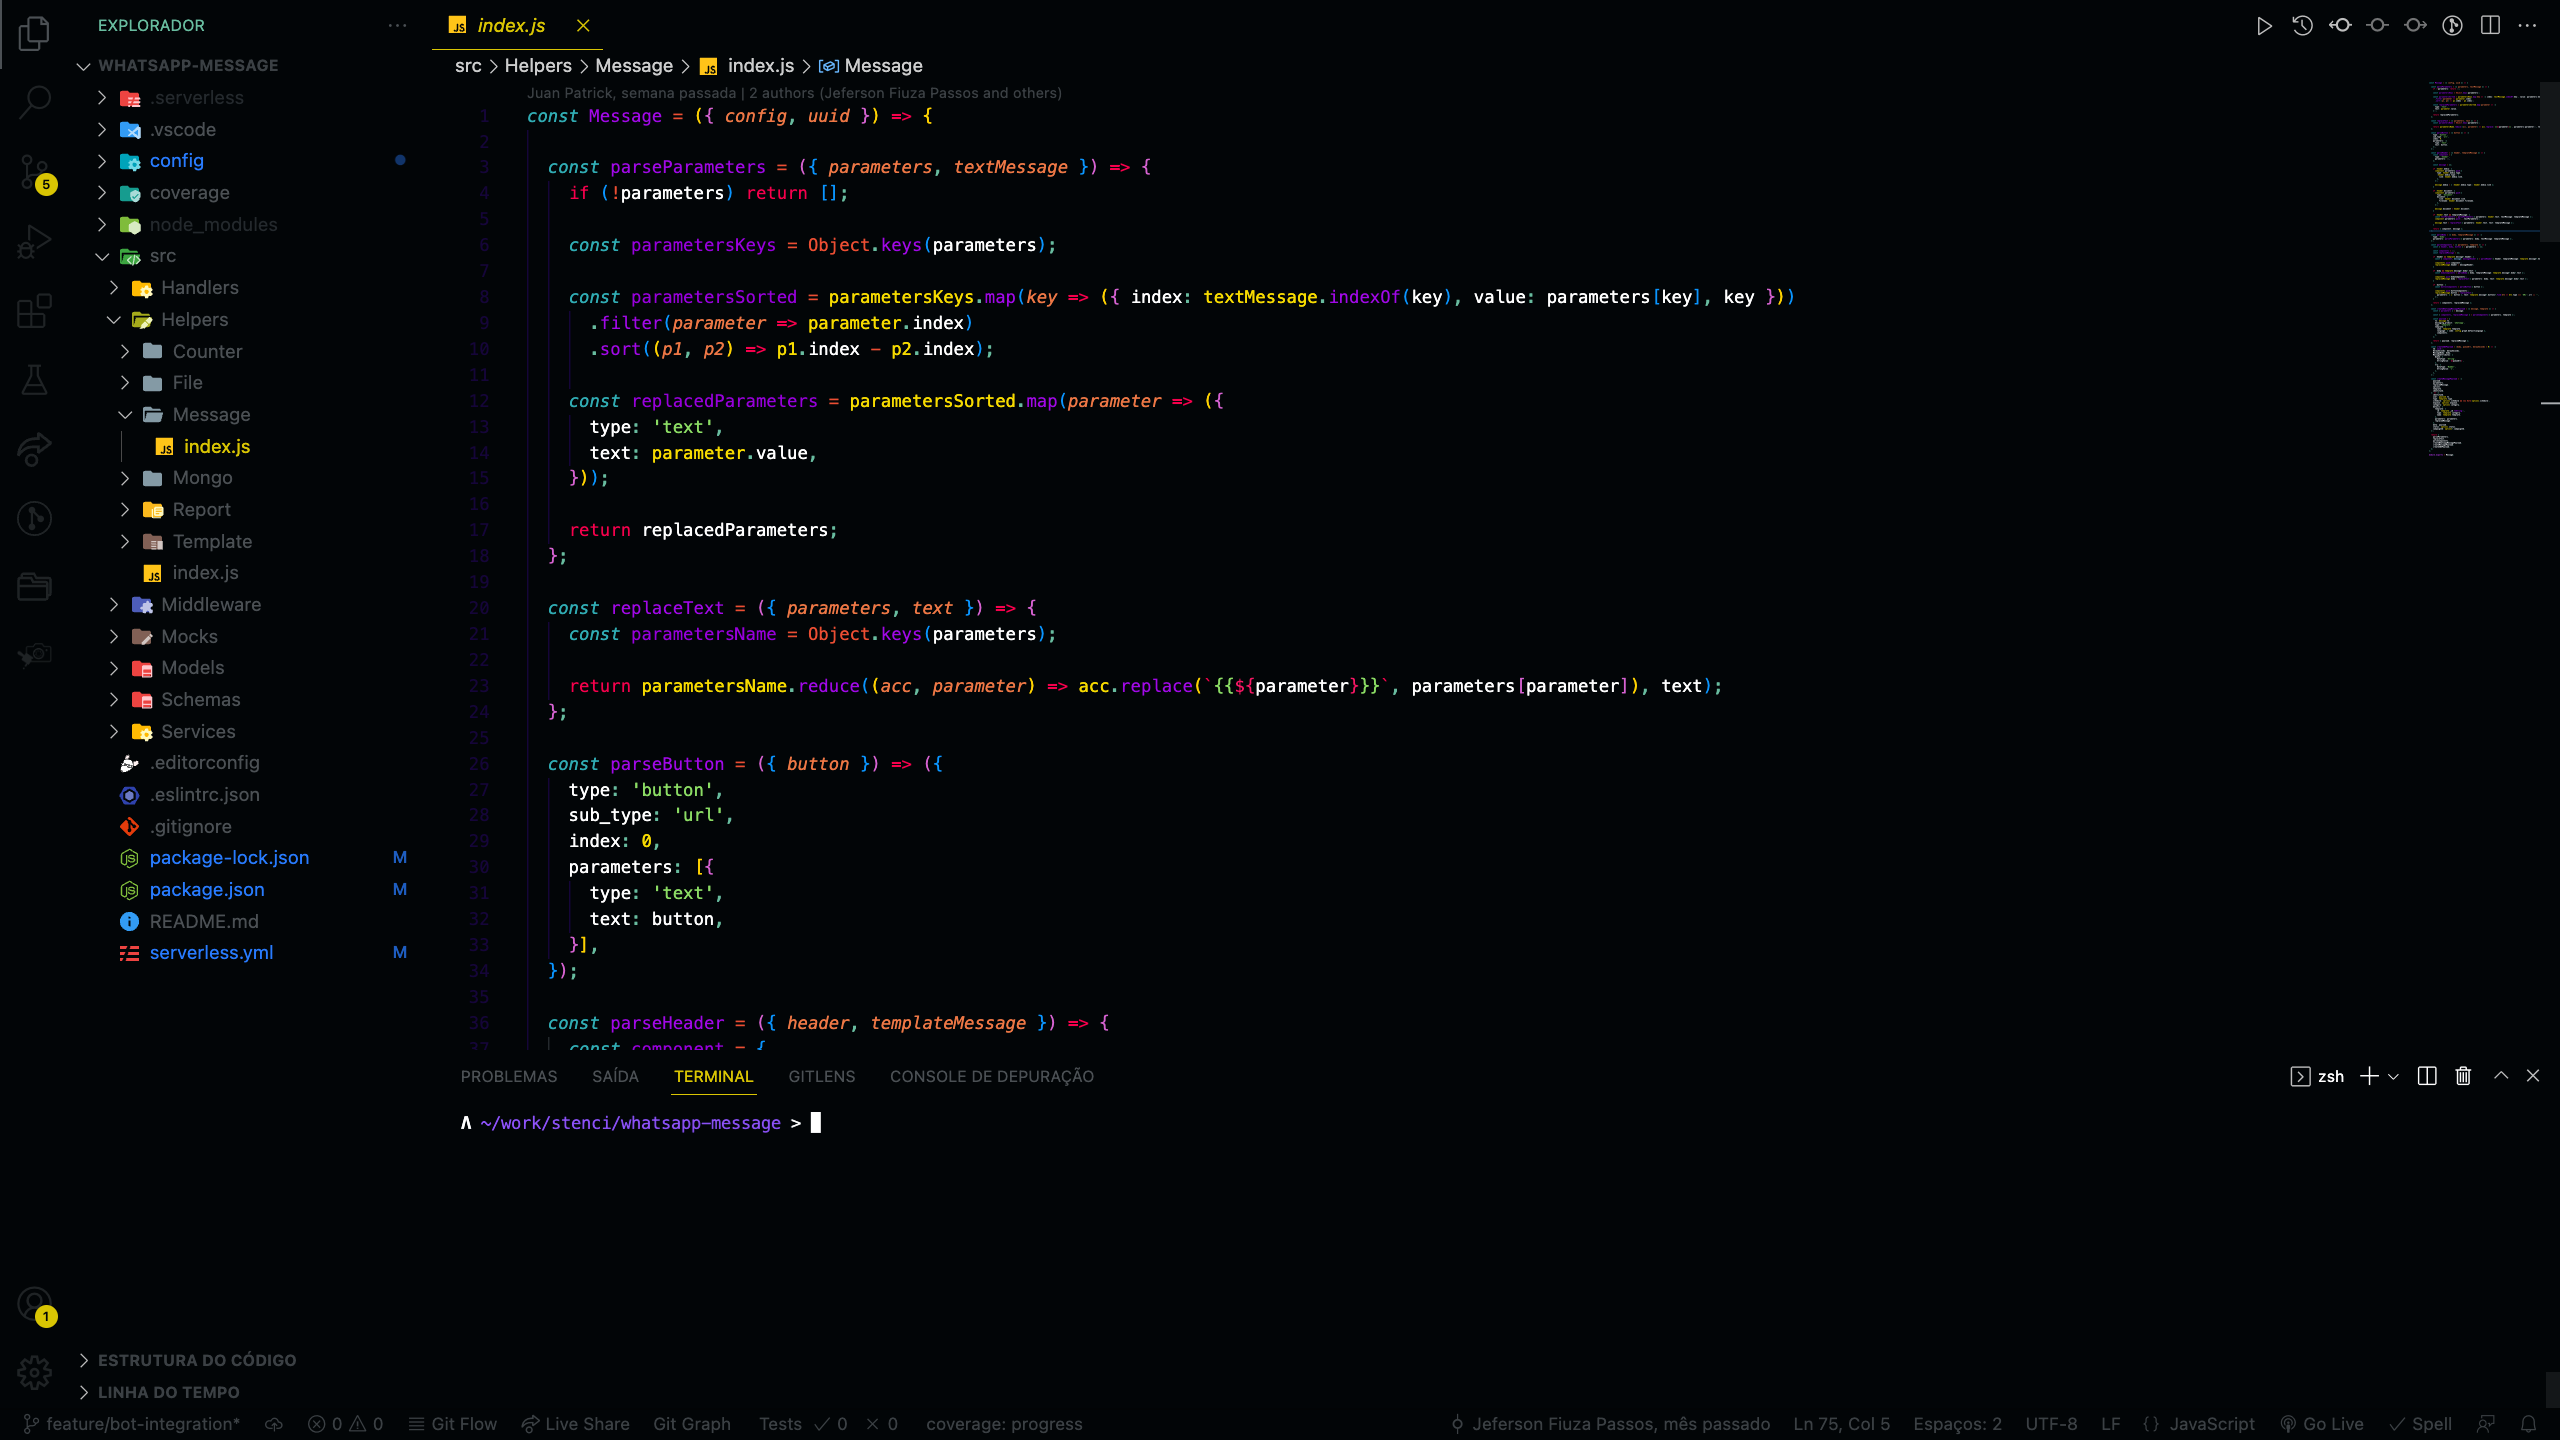 EXPLORADOR
WHATSAPP-MESSAGE
.serverless
.vscode
config
coverage
node_modules
src
Handlers
Helpers
Counter
File
Message
index.js
Mongo
Report
Template
index.js
Middleware
Mocks
Models
Schemas
Services
.editorconfig
.eslintrc.json
.gitignore
package-lock.json M
package.json M
README.md
serverless.yml M
5
1
ESTRUTURA DO CÓDIGO
LINHA DO TEMPO
index.js
src > Helpers > Message > index.js > Message
Juan Patrick, semana passada | 2 authors (Jeferson Fiuza Passos and others)
1 const Message = ({ config, uuid }) => {
2
3 const parseParameters = ({ parameters, textMessage }) => {
4 if (!parameters) return [];
5
6 const parametersKeys = Object.keys(parameters);
7
8 const parametersSorted = parametersKeys.map(key => ({ index: textMessage.indexOf(key), value: parameters[key], key }))
9 .filter(parameter => parameter.index)
10 .sort((p1, p2) => p1.index - p2.index);
11
12 const replacedParameters = parametersSorted.map(parameter => ({
13 type: 'text',
14 text: parameter.value,
15 }));
16
17 return replacedParameters;
18 };
19
20 const replaceText = ({ parameters, text }) => {
21 const parametersName = Object.keys(parameters);
22
23 return parametersName.reduce((acc, parameter) => acc.replace(`{{${parameter}}}`, parameters[parameter]), text);
24 };
25
26 const parseButton = ({ button }) => ({
27 type: 'button',
28 sub_type: 'url',
29 index: 0,
30 parameters: [{
31 type: 'text',
32 text: button,
33 }],
34 });
35
36 const parseHeader = ({ header, templateMessage }) => {
37 const component = {
PROBLEMAS SAÍDA TERMINAL GITLENS CONSOLE DE DEPURAÇÃO
zsh
Λ ~/work/stenci/whatsapp-message >
feature/bot-integration* 0 0 Git Flow Live Share Git Graph Tests 0 0 coverage: progress
Jeferson Fiuza Passos, mês passado Ln 75, Col 5 Espaços: 2 UTF-8 LF {} JavaScript Go Live Spell